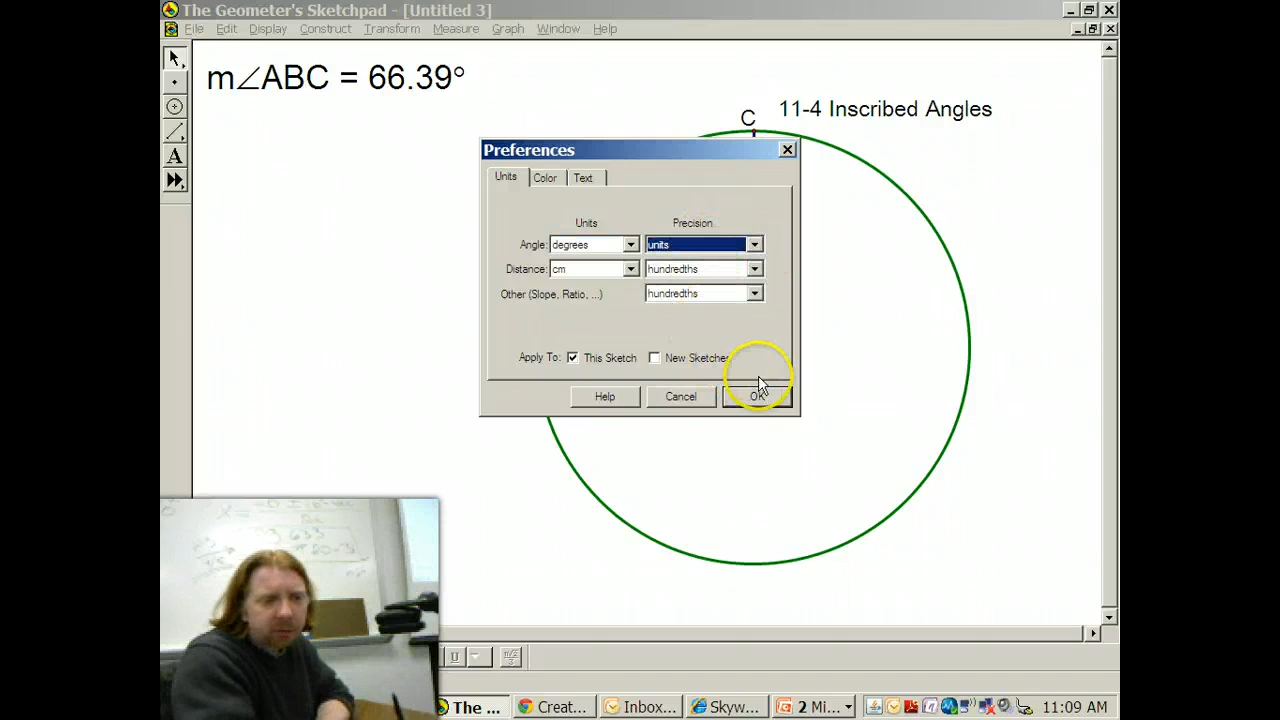 The Geometer's Sketchpad - [Untitled 3]
File Edit Display Construct Transform Measure Graph Window Help
m∠ABC = 66.39°
11-4 Inscribed Angles
C
Preferences
Units Color Text
Units Precision
Angle: degrees units
Distance: cm hundredths
Other (Slope, Ratio, ...) hundredths
Apply To: This Sketch New Sketches
Help Cancel OK
A
U
The ... Creat... Inbox... Skyw... 2 Mi... 11:09 AM